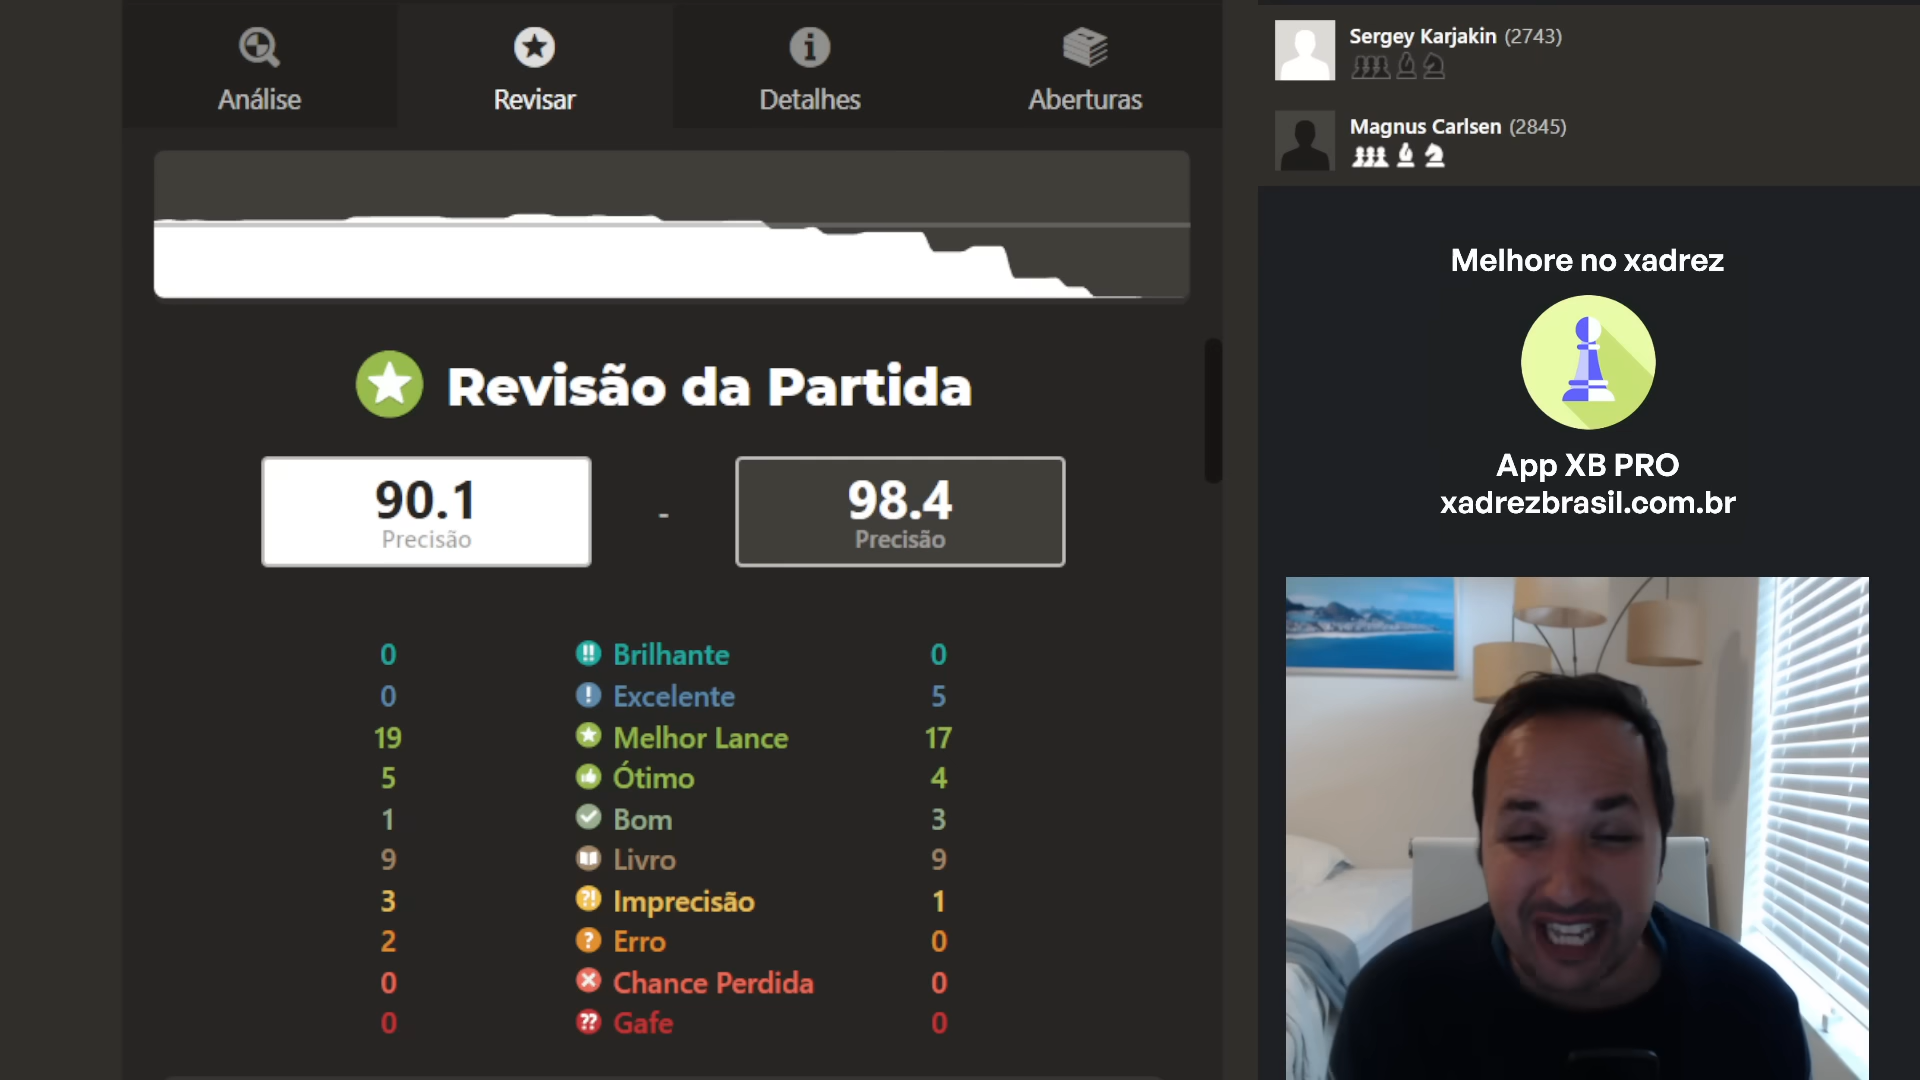 Análise
Revisar
Detalhes
Aberturas
Revisão da Partida
90.1
Precisão
-
98.4
Precisão
0 Brilhante 0
0 Excelente 5
19 Melhor Lance 17
5 Ótimo 4
1 Bom 3
9 Livro 9
3 Imprecisão 1
2 Erro 0
0 Chance Perdida 0
0 Gafe 0
Sergey Karjakin (2743)
Magnus Carlsen (2845)
Melhore no xadrez
App XB PRO
xadrezbrasil.com.br